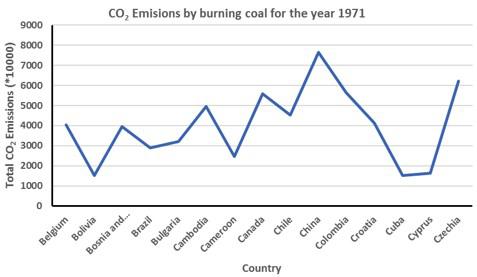 CO₂ Emisions by burning coal for the year 1971
Total CO₂ Emissions (*10000)
9000
8000
7000
6000
5000
4000
3000
2000
1000
0
Belgium
Bolivia
Bosnia and...
Brazil
Bulgaria
Cambodia
Cameroon
Canada
Chile
China
Colombia
Croatia
Cuba
Cyprus
Czechia
Country